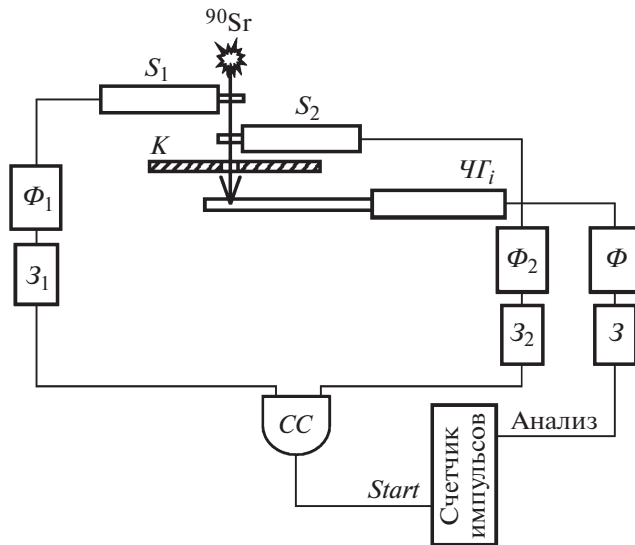 ⁹⁰Sr
S₁
S₂
K
ЧГᵢ
Ф₁
Ф₂
Ф
З₁
З₂
З
СС
Анализ
Start
Счетчик
импульсов